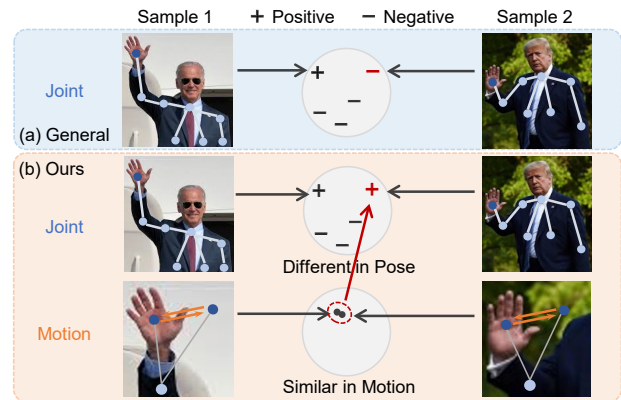 Sample 1 + Positive − Negative Sample 2
Joint
(a) General
(b) Ours
Joint
Different in Pose
Motion
Similar in Motion